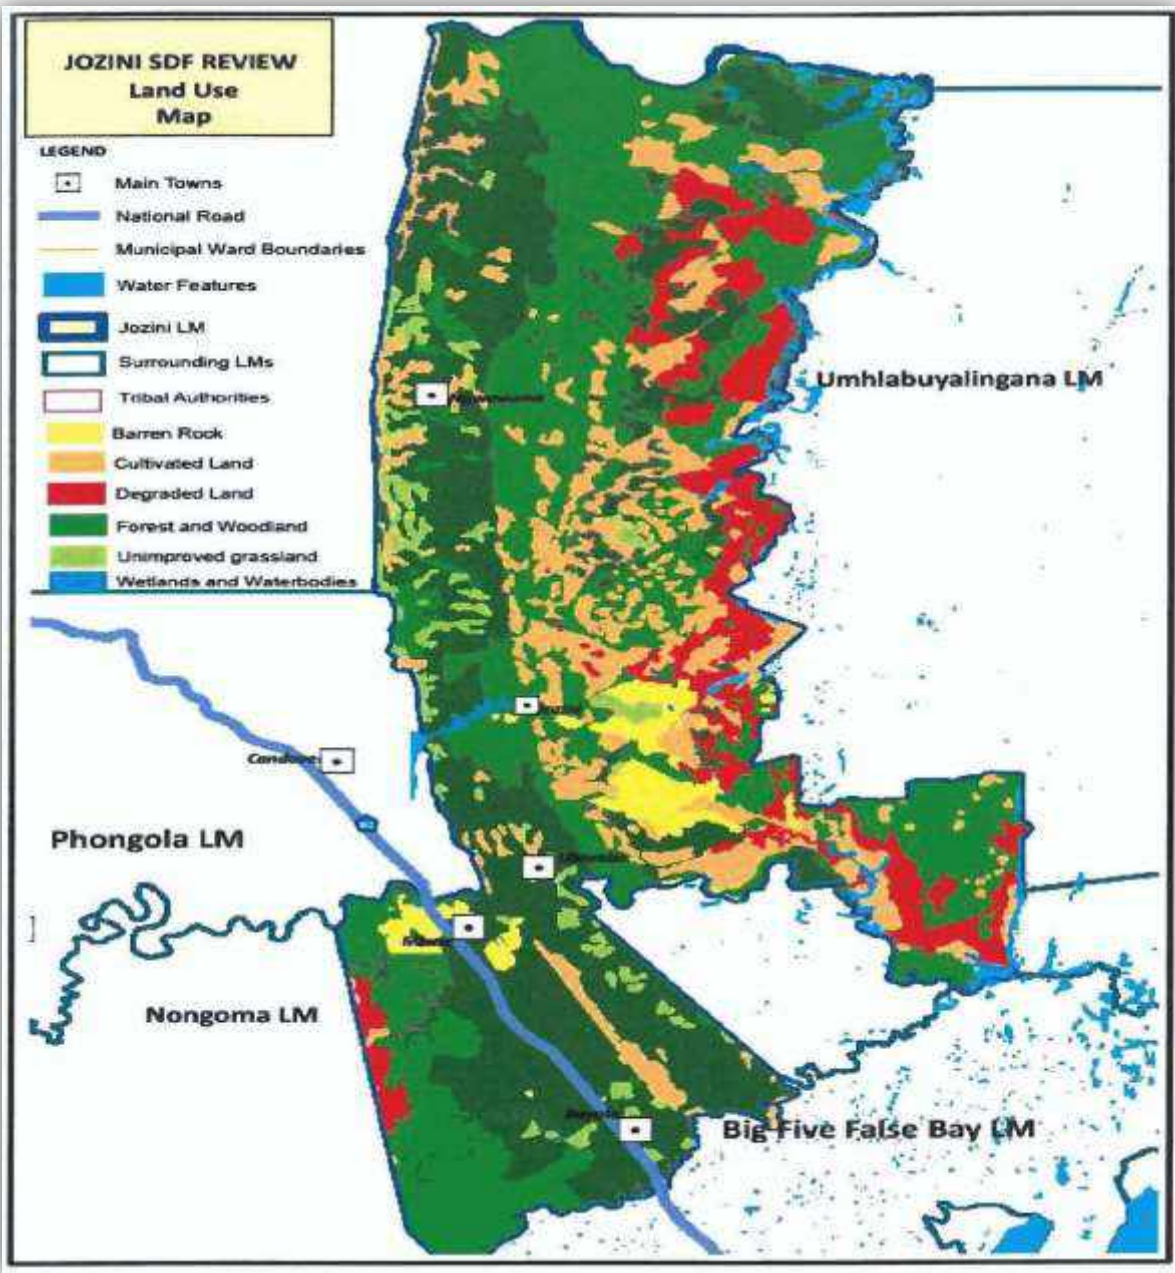 JOZINI SDF REVIEW
Land Use
Map
LEGEND
Main Towns
National Road
Municipal Ward Boundaries
Water Features
Jozini LM
Surrounding LMs
Tribal Authorities
Barren Rock
Cultivated Land
Degraded Land
Forest and Woodland
Unimproved grassland
Wetlands and Waterbodies
Umhlabuyalingana LM
Phongola LM
Nongoma LM
Big Five False Bay LM